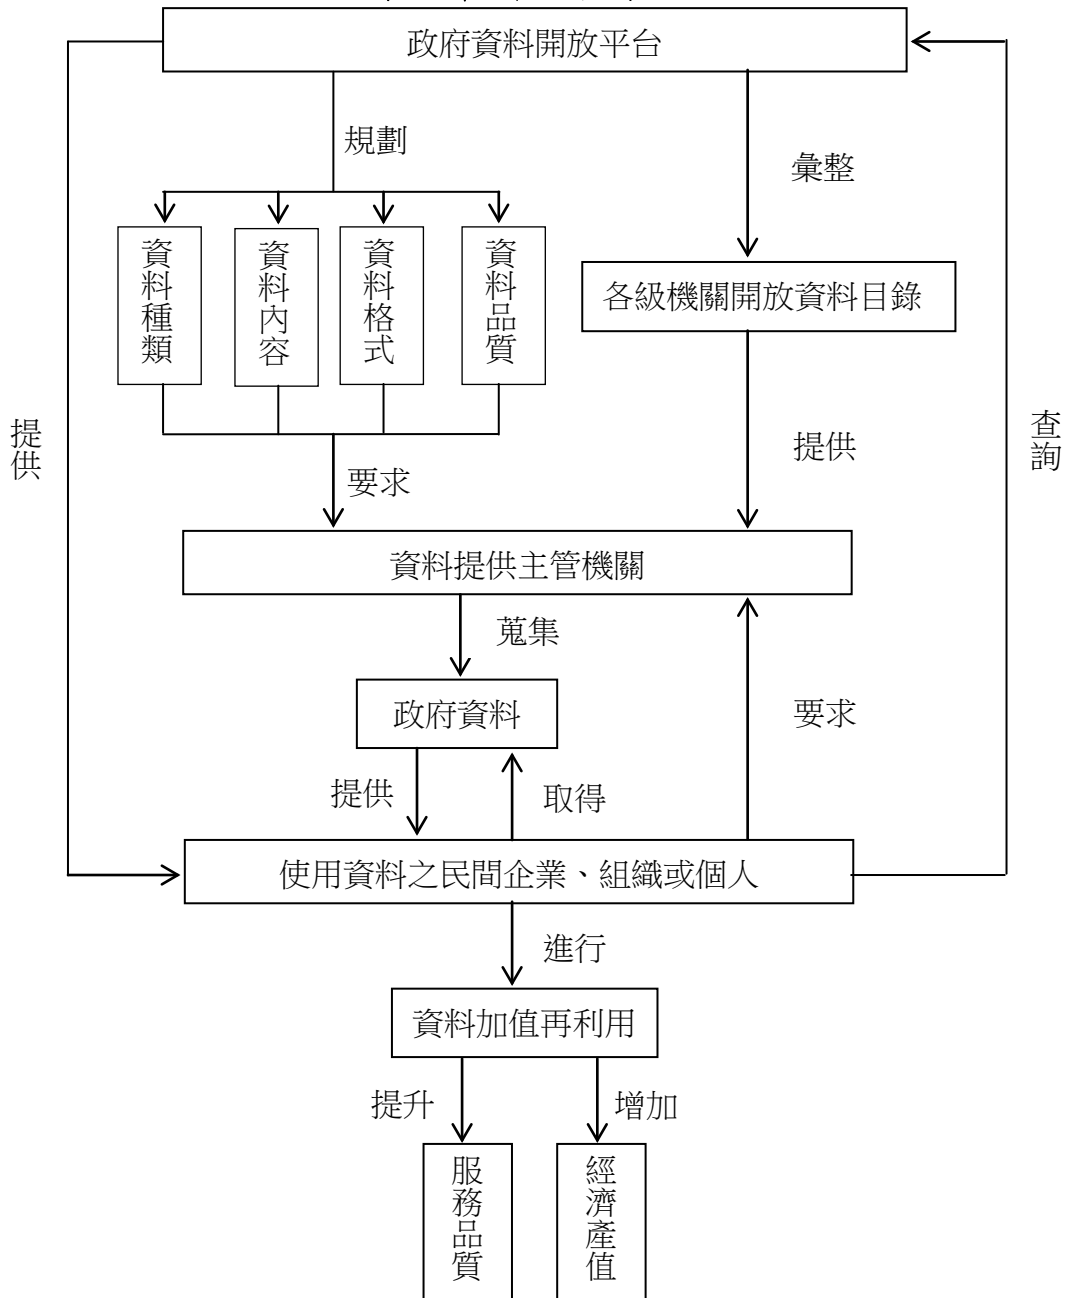 政府資料開放平台
規劃
彙整
資料種類
資料內容
資料格式
資料品質
各級機關開放資料目錄
提供
查詢
要求
提供
資料提供主管機關
蒐集
政府資料
要求
提供
取得
使用資料之民間企業、組織或個人
進行
資料加值再利用
提升
增加
服務品質
經濟產值